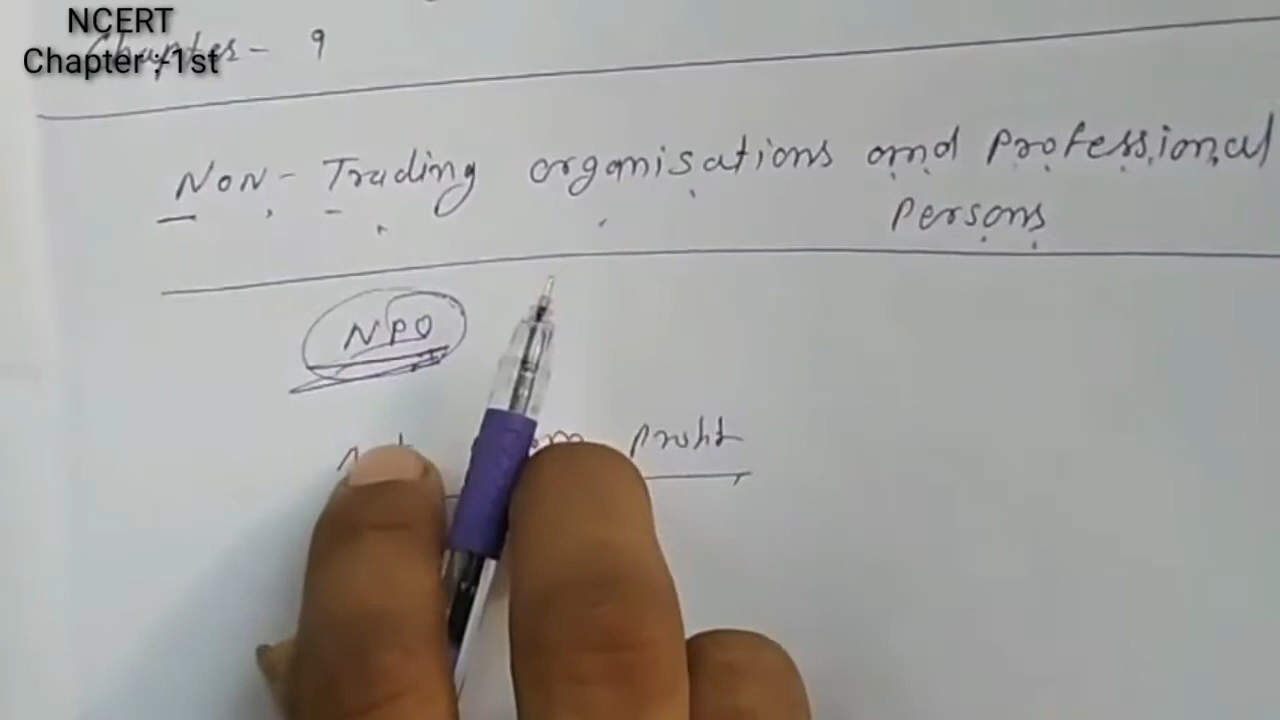 NCERT
Chapter :- 1st
Chapter - 9
Non - Trading organisations and Professional
Persons
NPO
profit